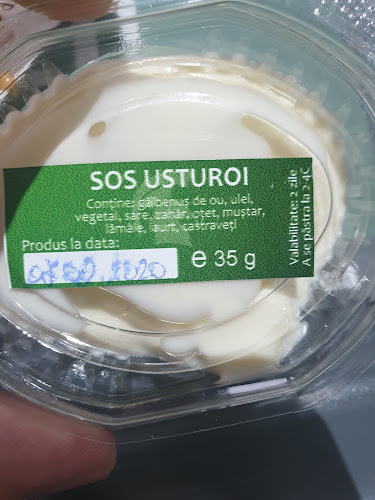 SOS USTUROI
Conține: gălbenuș de ou, ulei,
vegetal, sare, zahăr, oțet, muștar,
lămâie, iaurt, castraveți
Produs la data:
e 35 g
Valabilitate: 2 zile
A se păstra la 2-4C